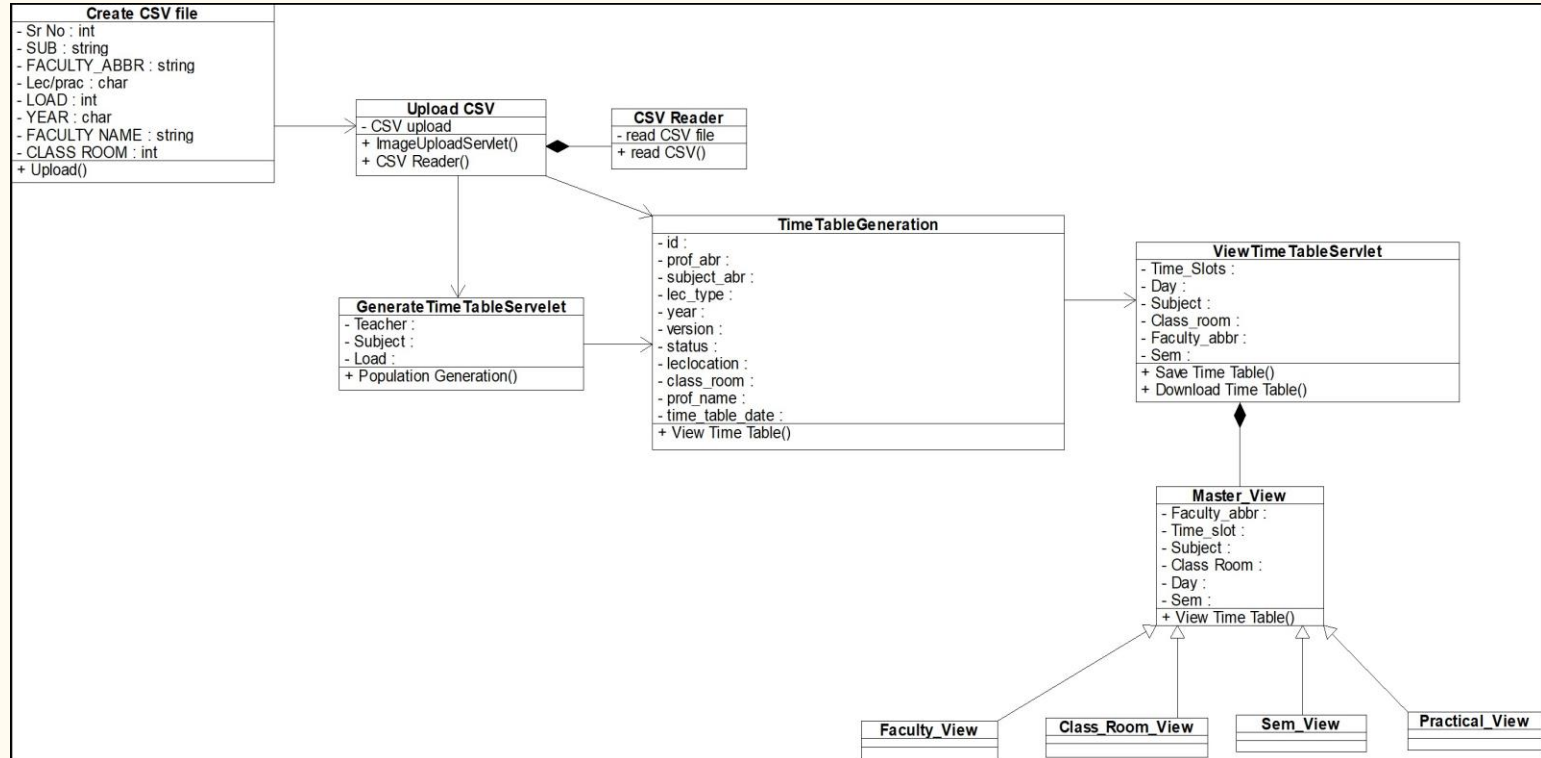 Create CSV file
- Sr No : int
- SUB : string
- FACULTY_ABBR : string
- Lec/prac : char
- LOAD : int
- YEAR : char
- FACULTY NAME : string
- CLASS ROOM : int
+ Upload()
Upload CSV
- CSV upload
+ ImageUploadServlet()
+ CSV Reader()
CSV Reader
- read CSV file
+ read CSV()
GenerateTimeTableServelet
- Teacher :
- Subject :
- Load :
+ Population Generation()
TimeTableGeneration
- id :
- prof_abr :
- subject_abr :
- lec_type :
- year :
- version :
- status :
- leclocation :
- class_room :
- prof_name :
- time_table_date :
+ View Time Table()
ViewTimeTableServlet
- Time_Slots :
- Day :
- Subject :
- Class_room :
- Faculty_abbr :
- Sem :
+ Save Time Table()
+ Download Time Table()
Master_View
- Faculty_abbr :
- Time_slot :
- Subject :
- Class Room :
- Day :
- Sem :
+ View Time Table()
Faculty_View
Class_Room_View
Sem_View
Practical_View